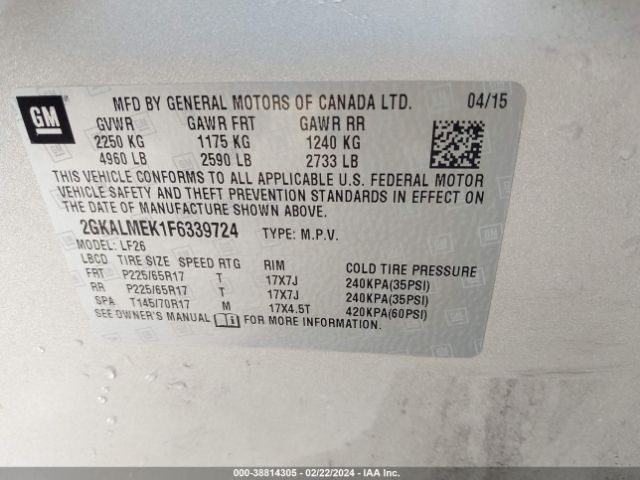 GM
MFD BY GENERAL MOTORS OF CANADA LTD. 04/15
GVWR GAWR FRT GAWR RR
2250 KG 1175 KG 1240 KG
4960 LB 2590 LB 2733 LB
THIS VEHICLE CONFORMS TO ALL APPLICABLE U.S. FEDERAL MOTOR
VEHICLE SAFETY AND THEFT PREVENTION STANDARDS IN EFFECT ON
THE DATE OF MANUFACTURE SHOWN ABOVE.
2GKALMEK1F6339724 TYPE: M.P.V.
MODEL: LF26
LBCD TIRE SIZE SPEED RTG RIM COLD TIRE PRESSURE
FRT P225/65R17 T 17X7J 240KPA(35PSI)
RR P225/65R17 T 17X7J 240KPA(35PSI)
SPA T145/70R17 M 17X4.5T 420KPA(60PSI)
SEE OWNER'S MANUAL FOR MORE INFORMATION.
000-38814305 - 02/22/2024 - IAAI.com